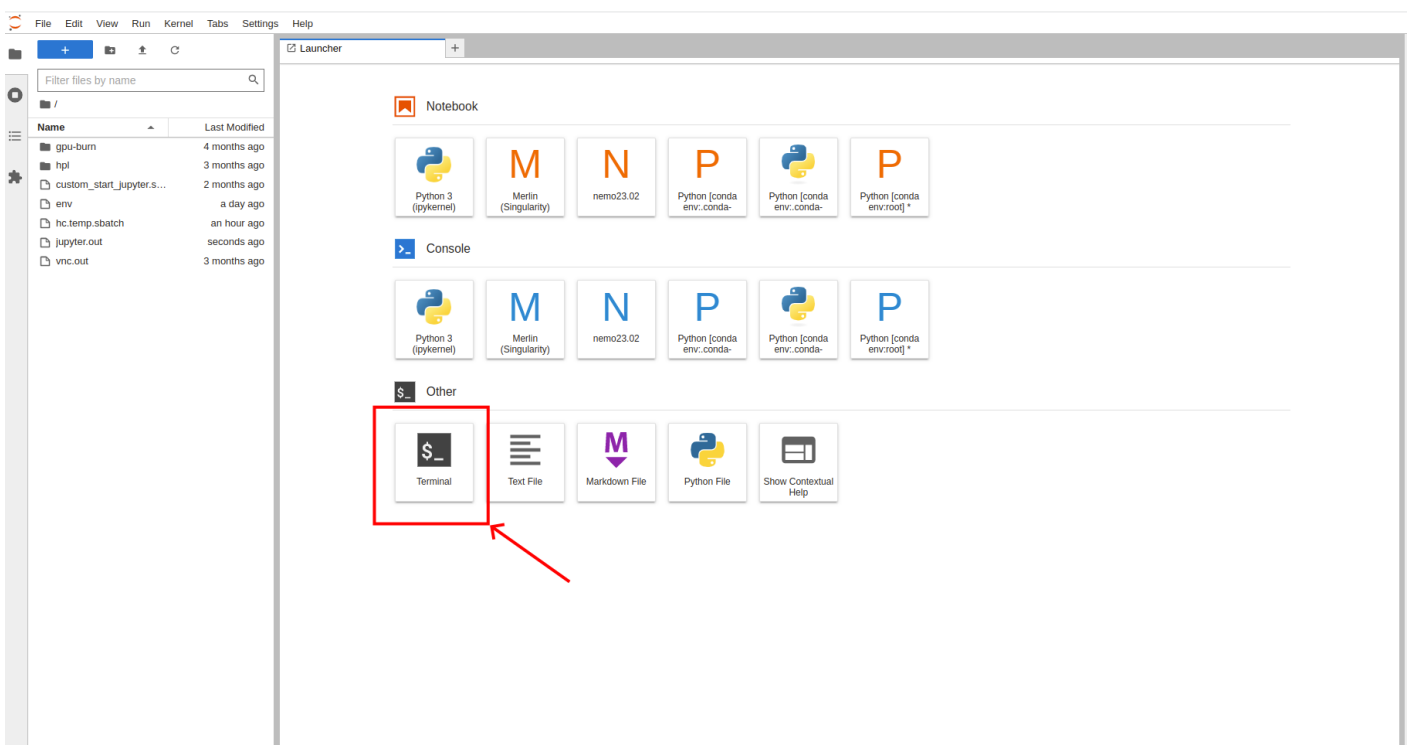 File Edit View Run Kernel Tabs Settings Help
Launcher
Filter files by name
/
Name Last Modified
gpu-burn 4 months ago
hpl 3 months ago
custom_start_jupyter.s... 2 months ago
env a day ago
hc.temp.sbatch an hour ago
jupyter.out seconds ago
vnc.out 3 months ago
Notebook
Python 3
(ipykernel)
M
Merlin
(Singularity)
N
nemo23.02
P
Python [conda
env:.conda-
Python [conda
env:.conda-
P
Python [conda
env:root] *
Console
Python 3
(ipykernel)
M
Merlin
(Singularity)
N
nemo23.02
P
Python [conda
env:.conda-
Python [conda
env:.conda-
P
Python [conda
env:root] *
$_ Other
$_
Terminal
Text File
M
Markdown File
Python File
Show Contextual
Help